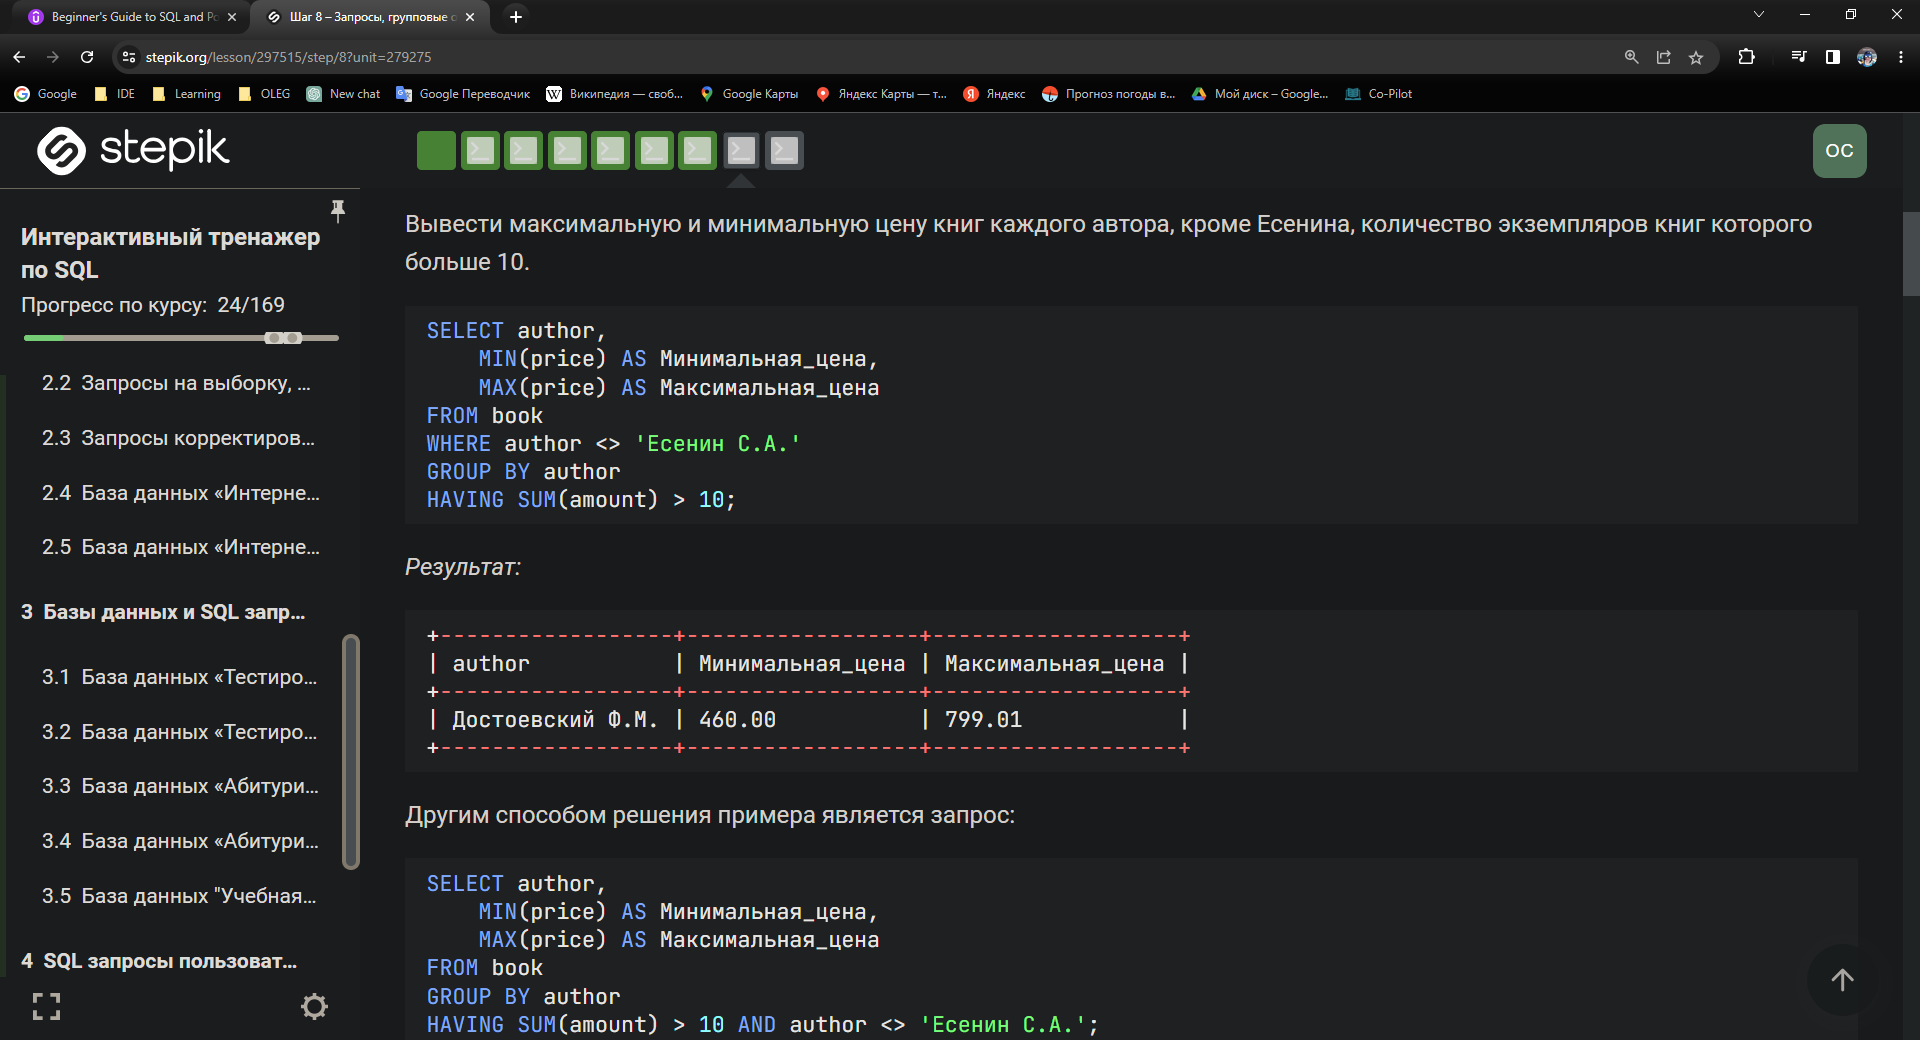 Beginner's Guide to SQL and Po
Шаг 8 – Запросы, групповые о
stepik.org/lesson/297515/step/8?unit=279275
Google
IDE
Learning
OLEG
New chat
Google Переводчик
Википедия — своб...
Google Карты
Яндекс Карты — т...
Яндекс
Прогноз погоды в...
Мой диск – Google...
Co-Pilot
stepik
ОС
Интерактивный тренажер
по SQL
Прогресс по курсу: 24/169
2.2 Запросы на выборку, ...
2.3 Запросы корректиров...
2.4 База данных «Интерне...
2.5 База данных «Интерне...
3 Базы данных и SQL запр...
3.1 База данных «Тестиро...
3.2 База данных «Тестиро...
3.3 База данных «Абитури...
3.4 База данных «Абитури...
3.5 База данных "Учебная...
4 SQL запросы пользоват...
Вывести максимальную и минимальную цену книг каждого автора, кроме Есенина, количество экземпляров книг которого
больше 10.
SELECT author,
MIN(price) AS Минимальная_цена,
MAX(price) AS Максимальная_цена
FROM book
WHERE author <> 'Есенин С.А.'
GROUP BY author
HAVING SUM(amount) > 10;
Результат:
+------------------+------------------+-------------------+
| author | Минимальная_цена | Максимальная_цена |
+------------------+------------------+-------------------+
| Достоевский Ф.М. | 460.00 | 799.01 |
+------------------+------------------+-------------------+
Другим способом решения примера является запрос:
SELECT author,
MIN(price) AS Минимальная_цена,
MAX(price) AS Максимальная_цена
FROM book
GROUP BY author
HAVING SUM(amount) > 10 AND author <> 'Есенин С.А.';